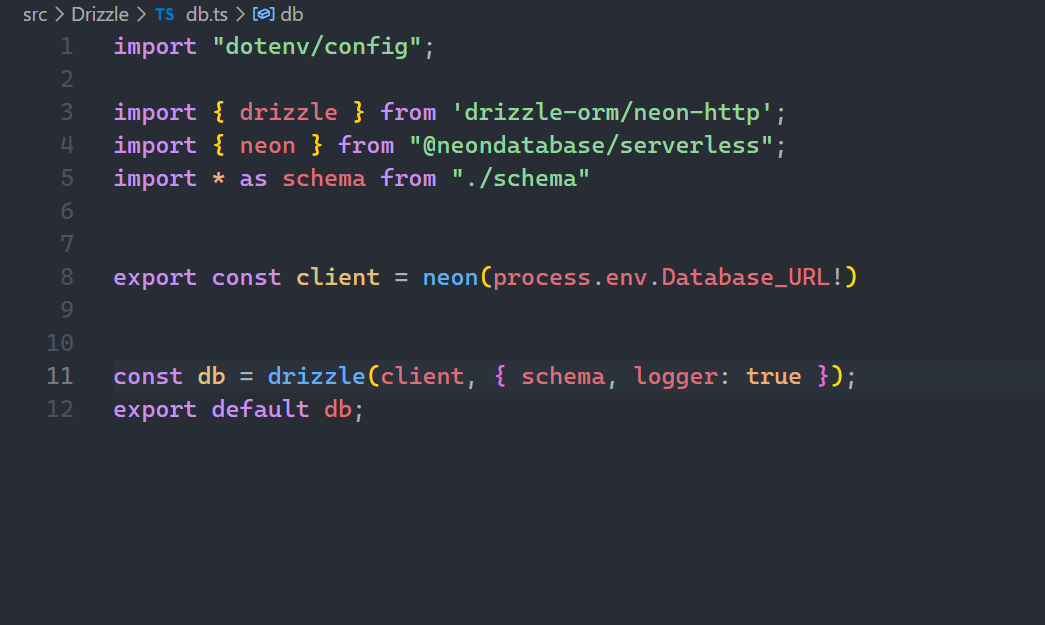 src > Drizzle > TS db.ts > db
1 import "dotenv/config";
2
3 import { drizzle } from 'drizzle-orm/neon-http';
4 import { neon } from "@neondatabase/serverless";
5 import * as schema from "./schema"
6
7
8 export const client = neon(process.env.Database_URL!)
9
10
11 const db = drizzle(client, { schema, logger: true });
12 export default db;